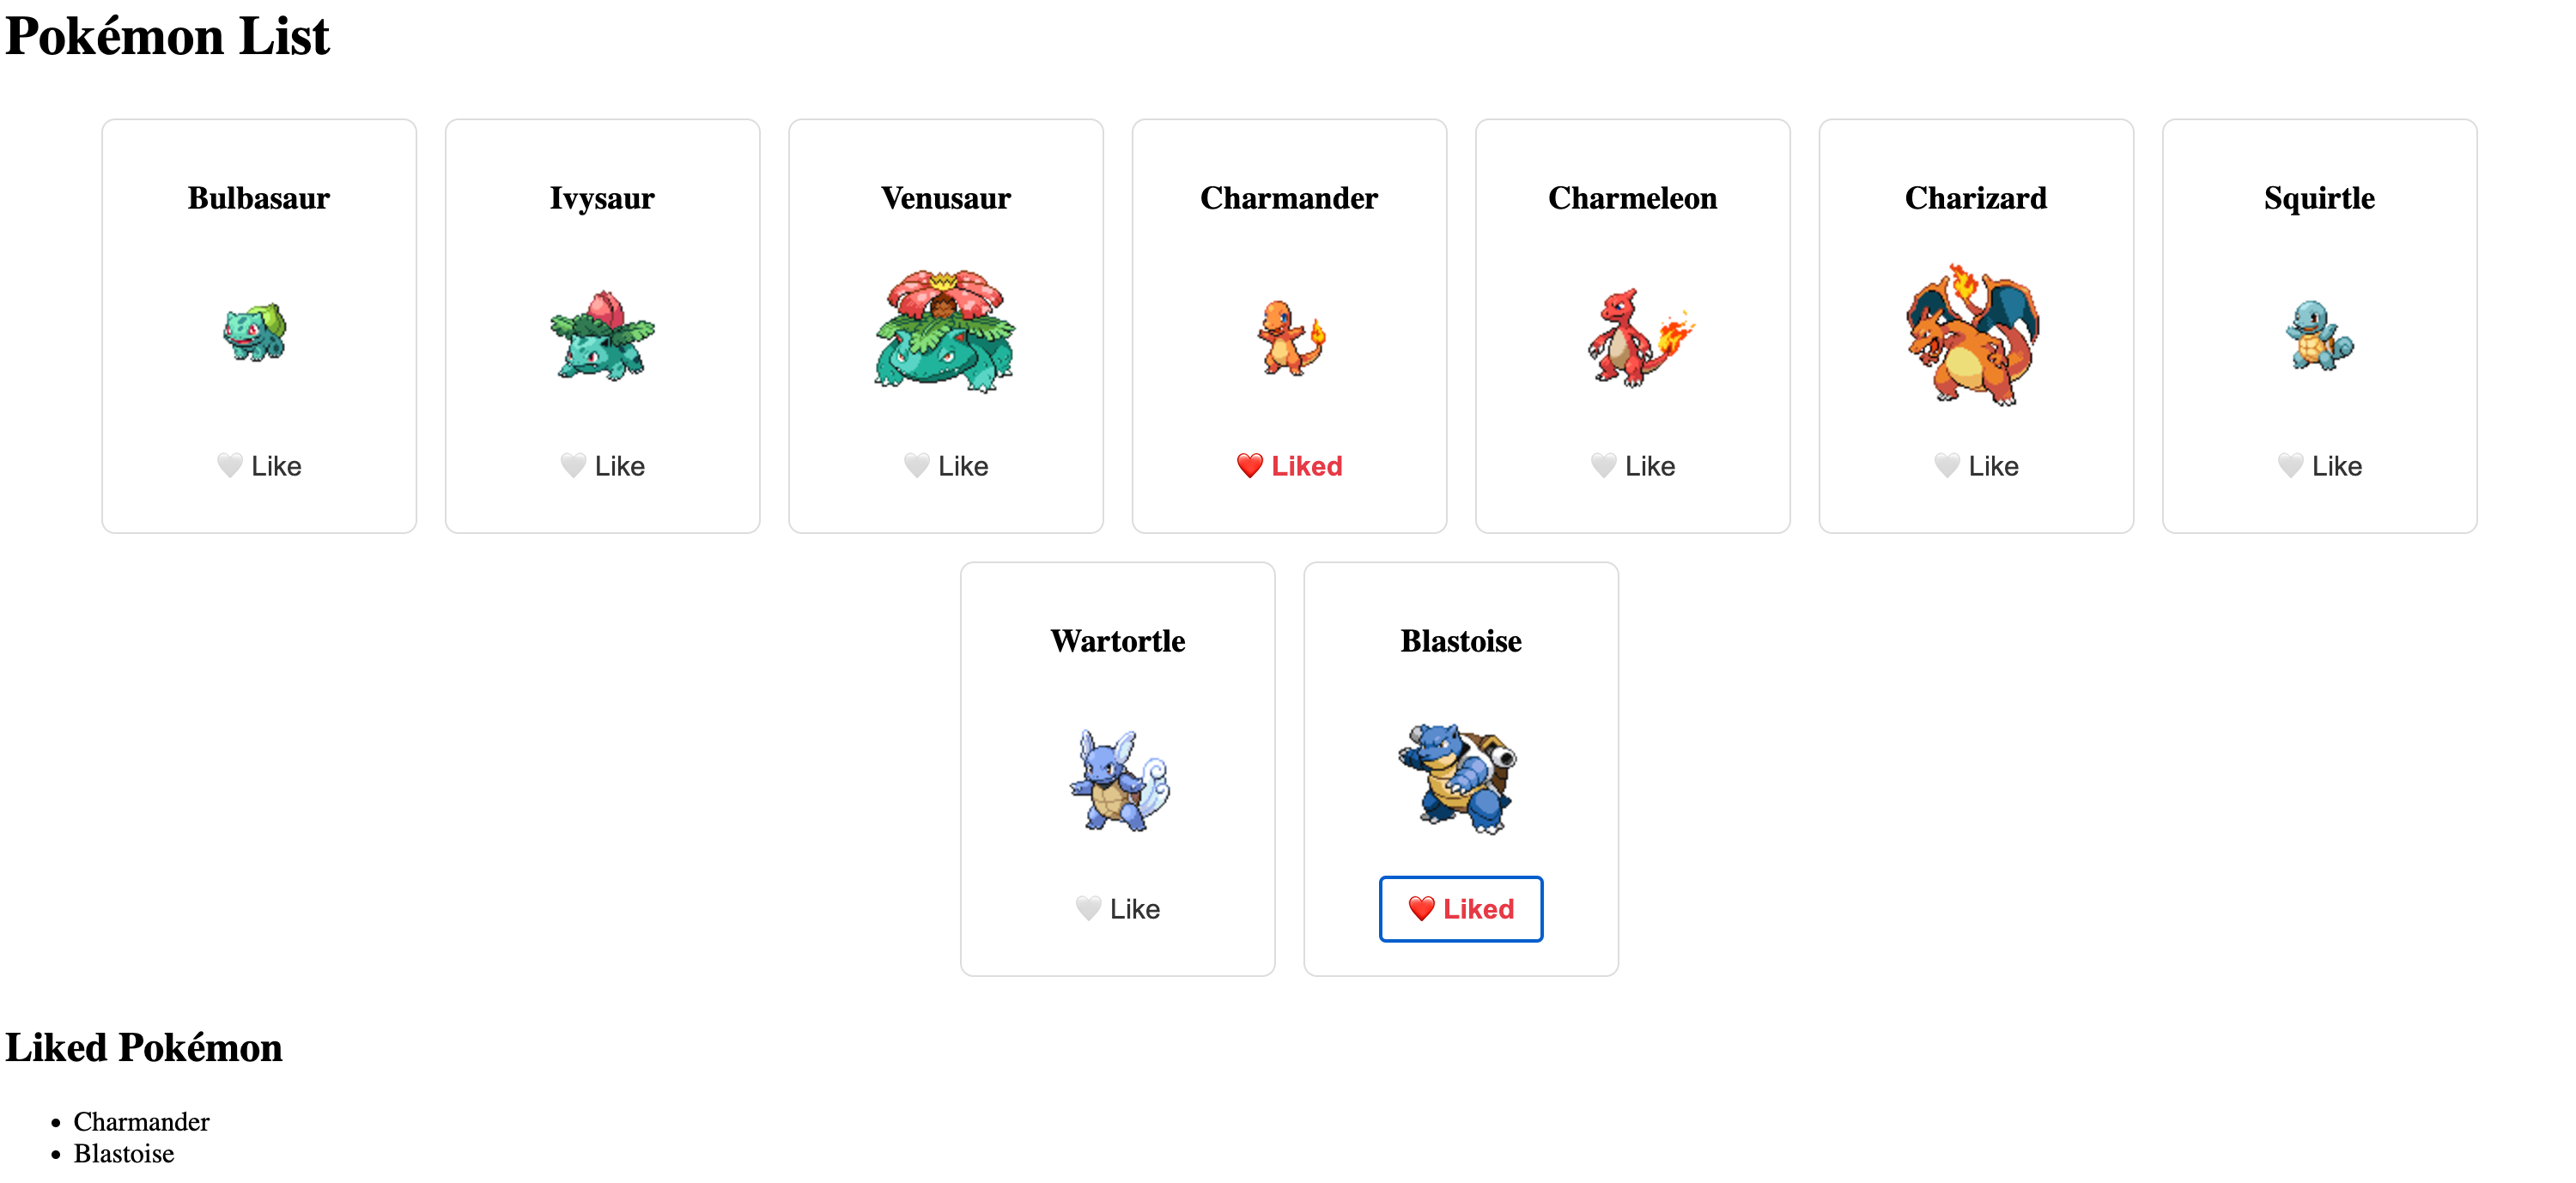 Pokémon List
Bulbasaur
Ivysaur
Venusaur
Charmander
Charmeleon
Charizard
Squirtle
🤍 Like
🤍 Like
🤍 Like
❤️ Liked
🤍 Like
🤍 Like
🤍 Like
Wartortle
Blastoise
🤍 Like
❤️ Liked
Liked Pokémon
• Charmander
• Blastoise